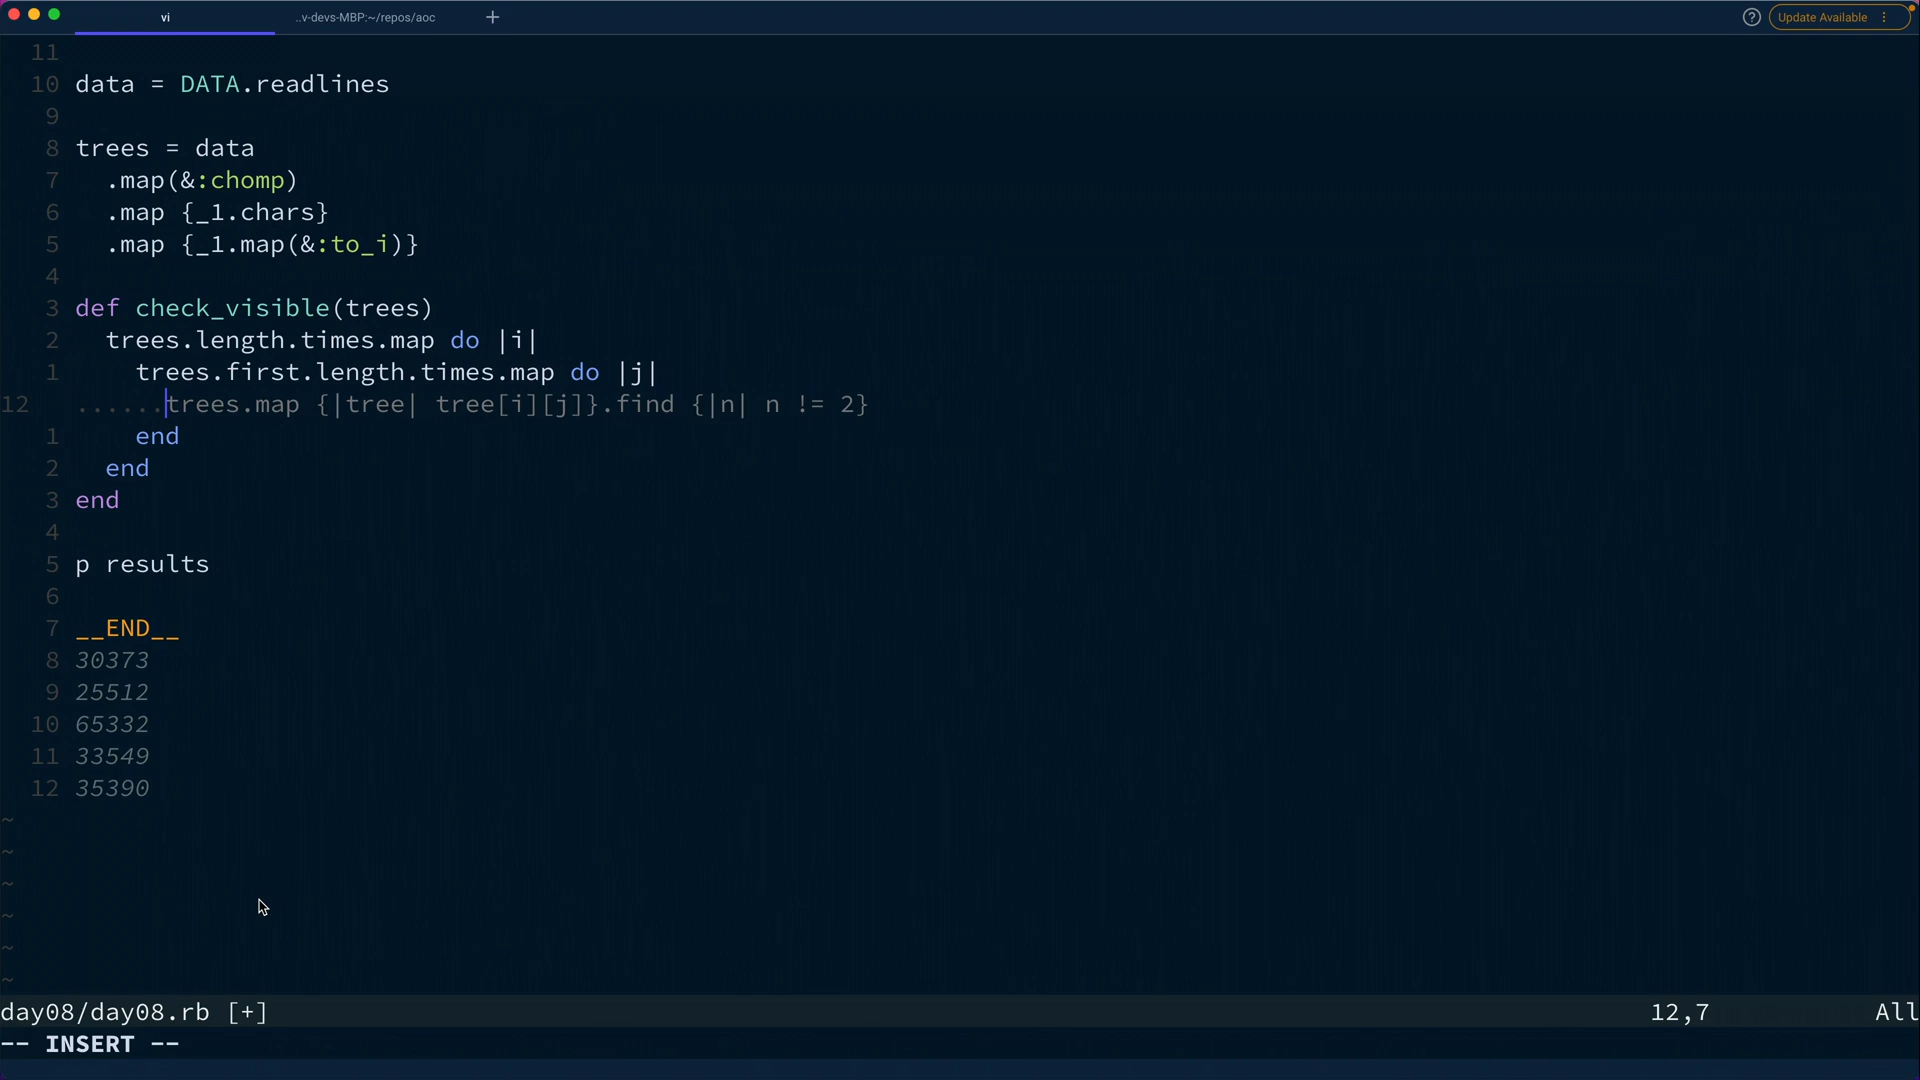 vi
..v-devs-MBP:~/repos/aoc
+
? Update Available
11
10 data = DATA.readlines
9
8 trees = data
7   .map(&:chomp)
6   .map {_1.chars}
5   .map {_1.map(&:to_i)}
4
3 def check_visible(trees)
2   trees.length.times.map do |i|
1     trees.first.length.times.map do |j|
12 ......trees.map {|tree| tree[i][j]}.find {|n| n != 2}
1     end
2   end
3 end
4
5 p results
6
7 __END__
8 30373
9 25512
10 65332
11 33549
12 35390
~
~
~
~
~
~
day08/day08.rb [+] 12,7 All
-- INSERT --